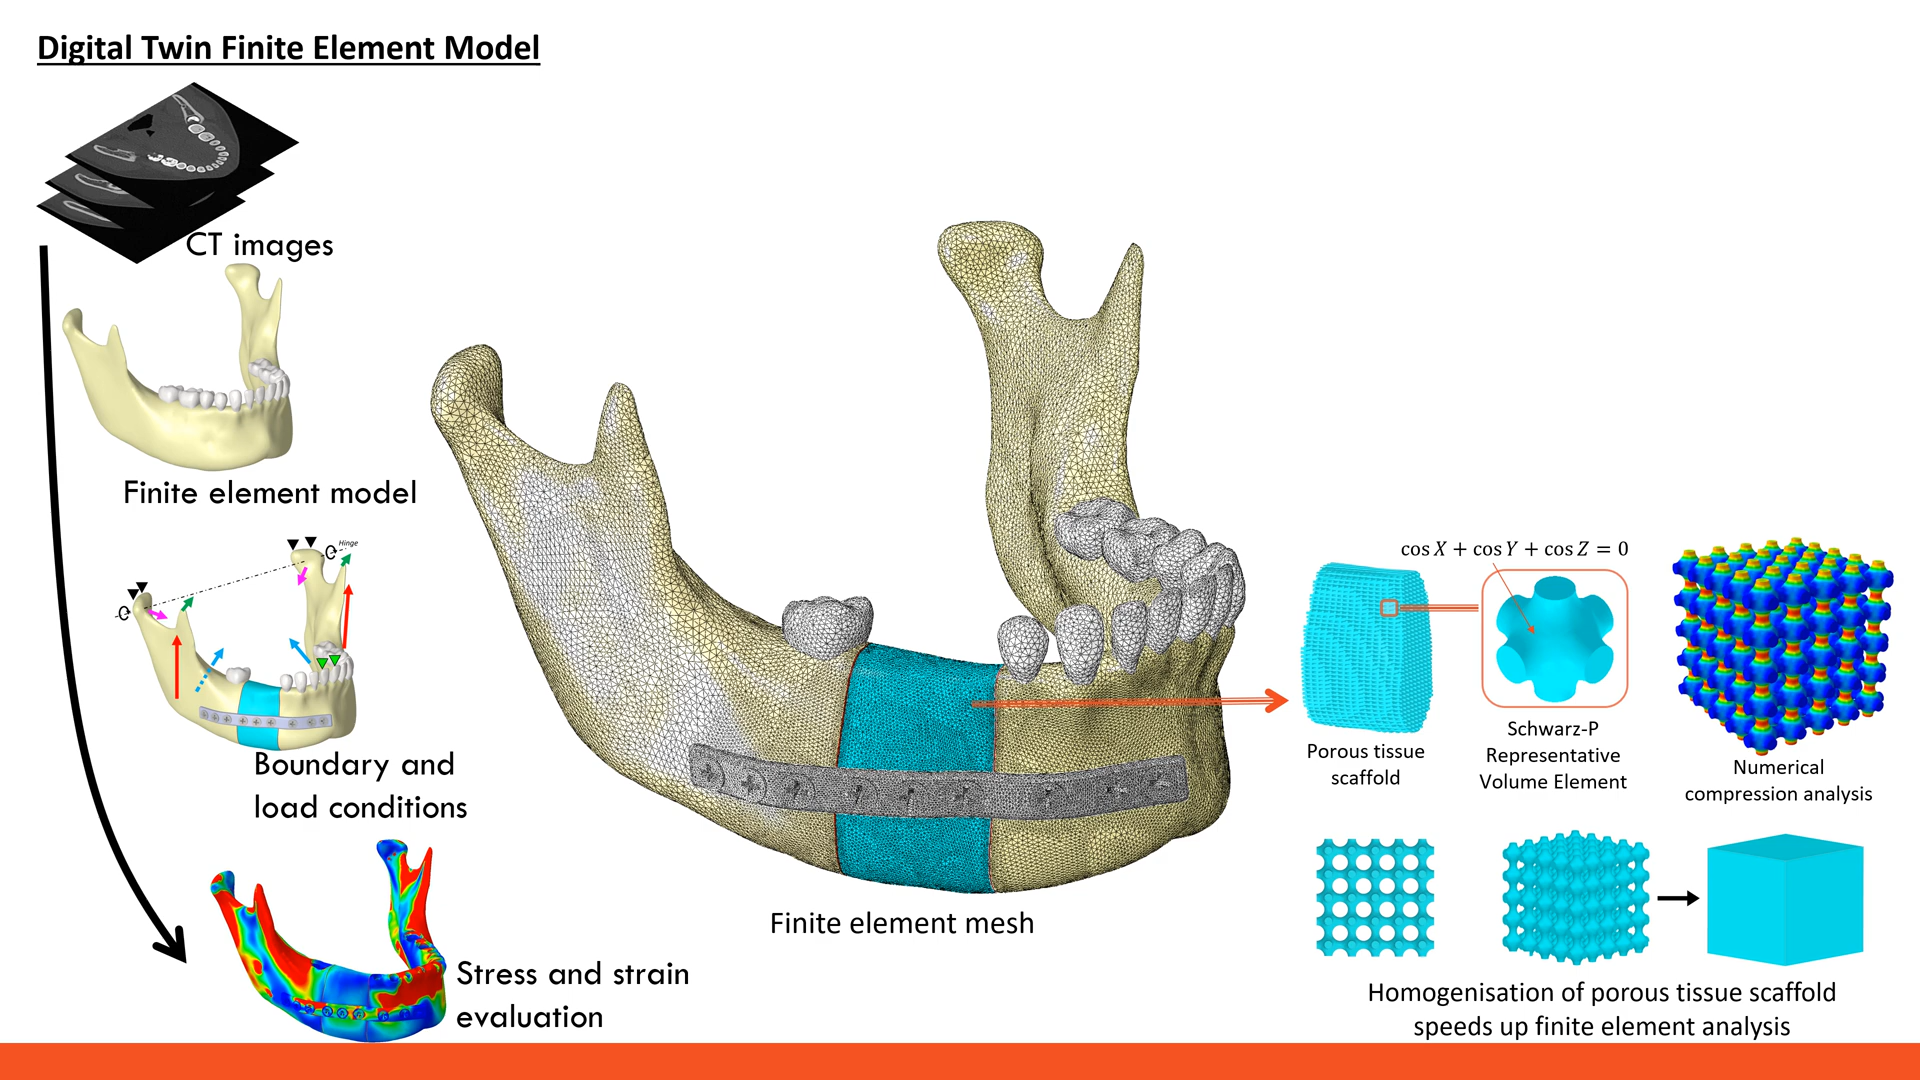 Digital Twin Finite Element Model
CT images
Finite element model
Hinge
Boundary and
load conditions
Stress and strain
evaluation
Finite element mesh
cos X + cos Y + cos Z = 0
Porous tissue
scaffold
Schwarz-P
Representative
Volume Element
Numerical
compression analysis
Homogenisation of porous tissue scaffold
speeds up finite element analysis